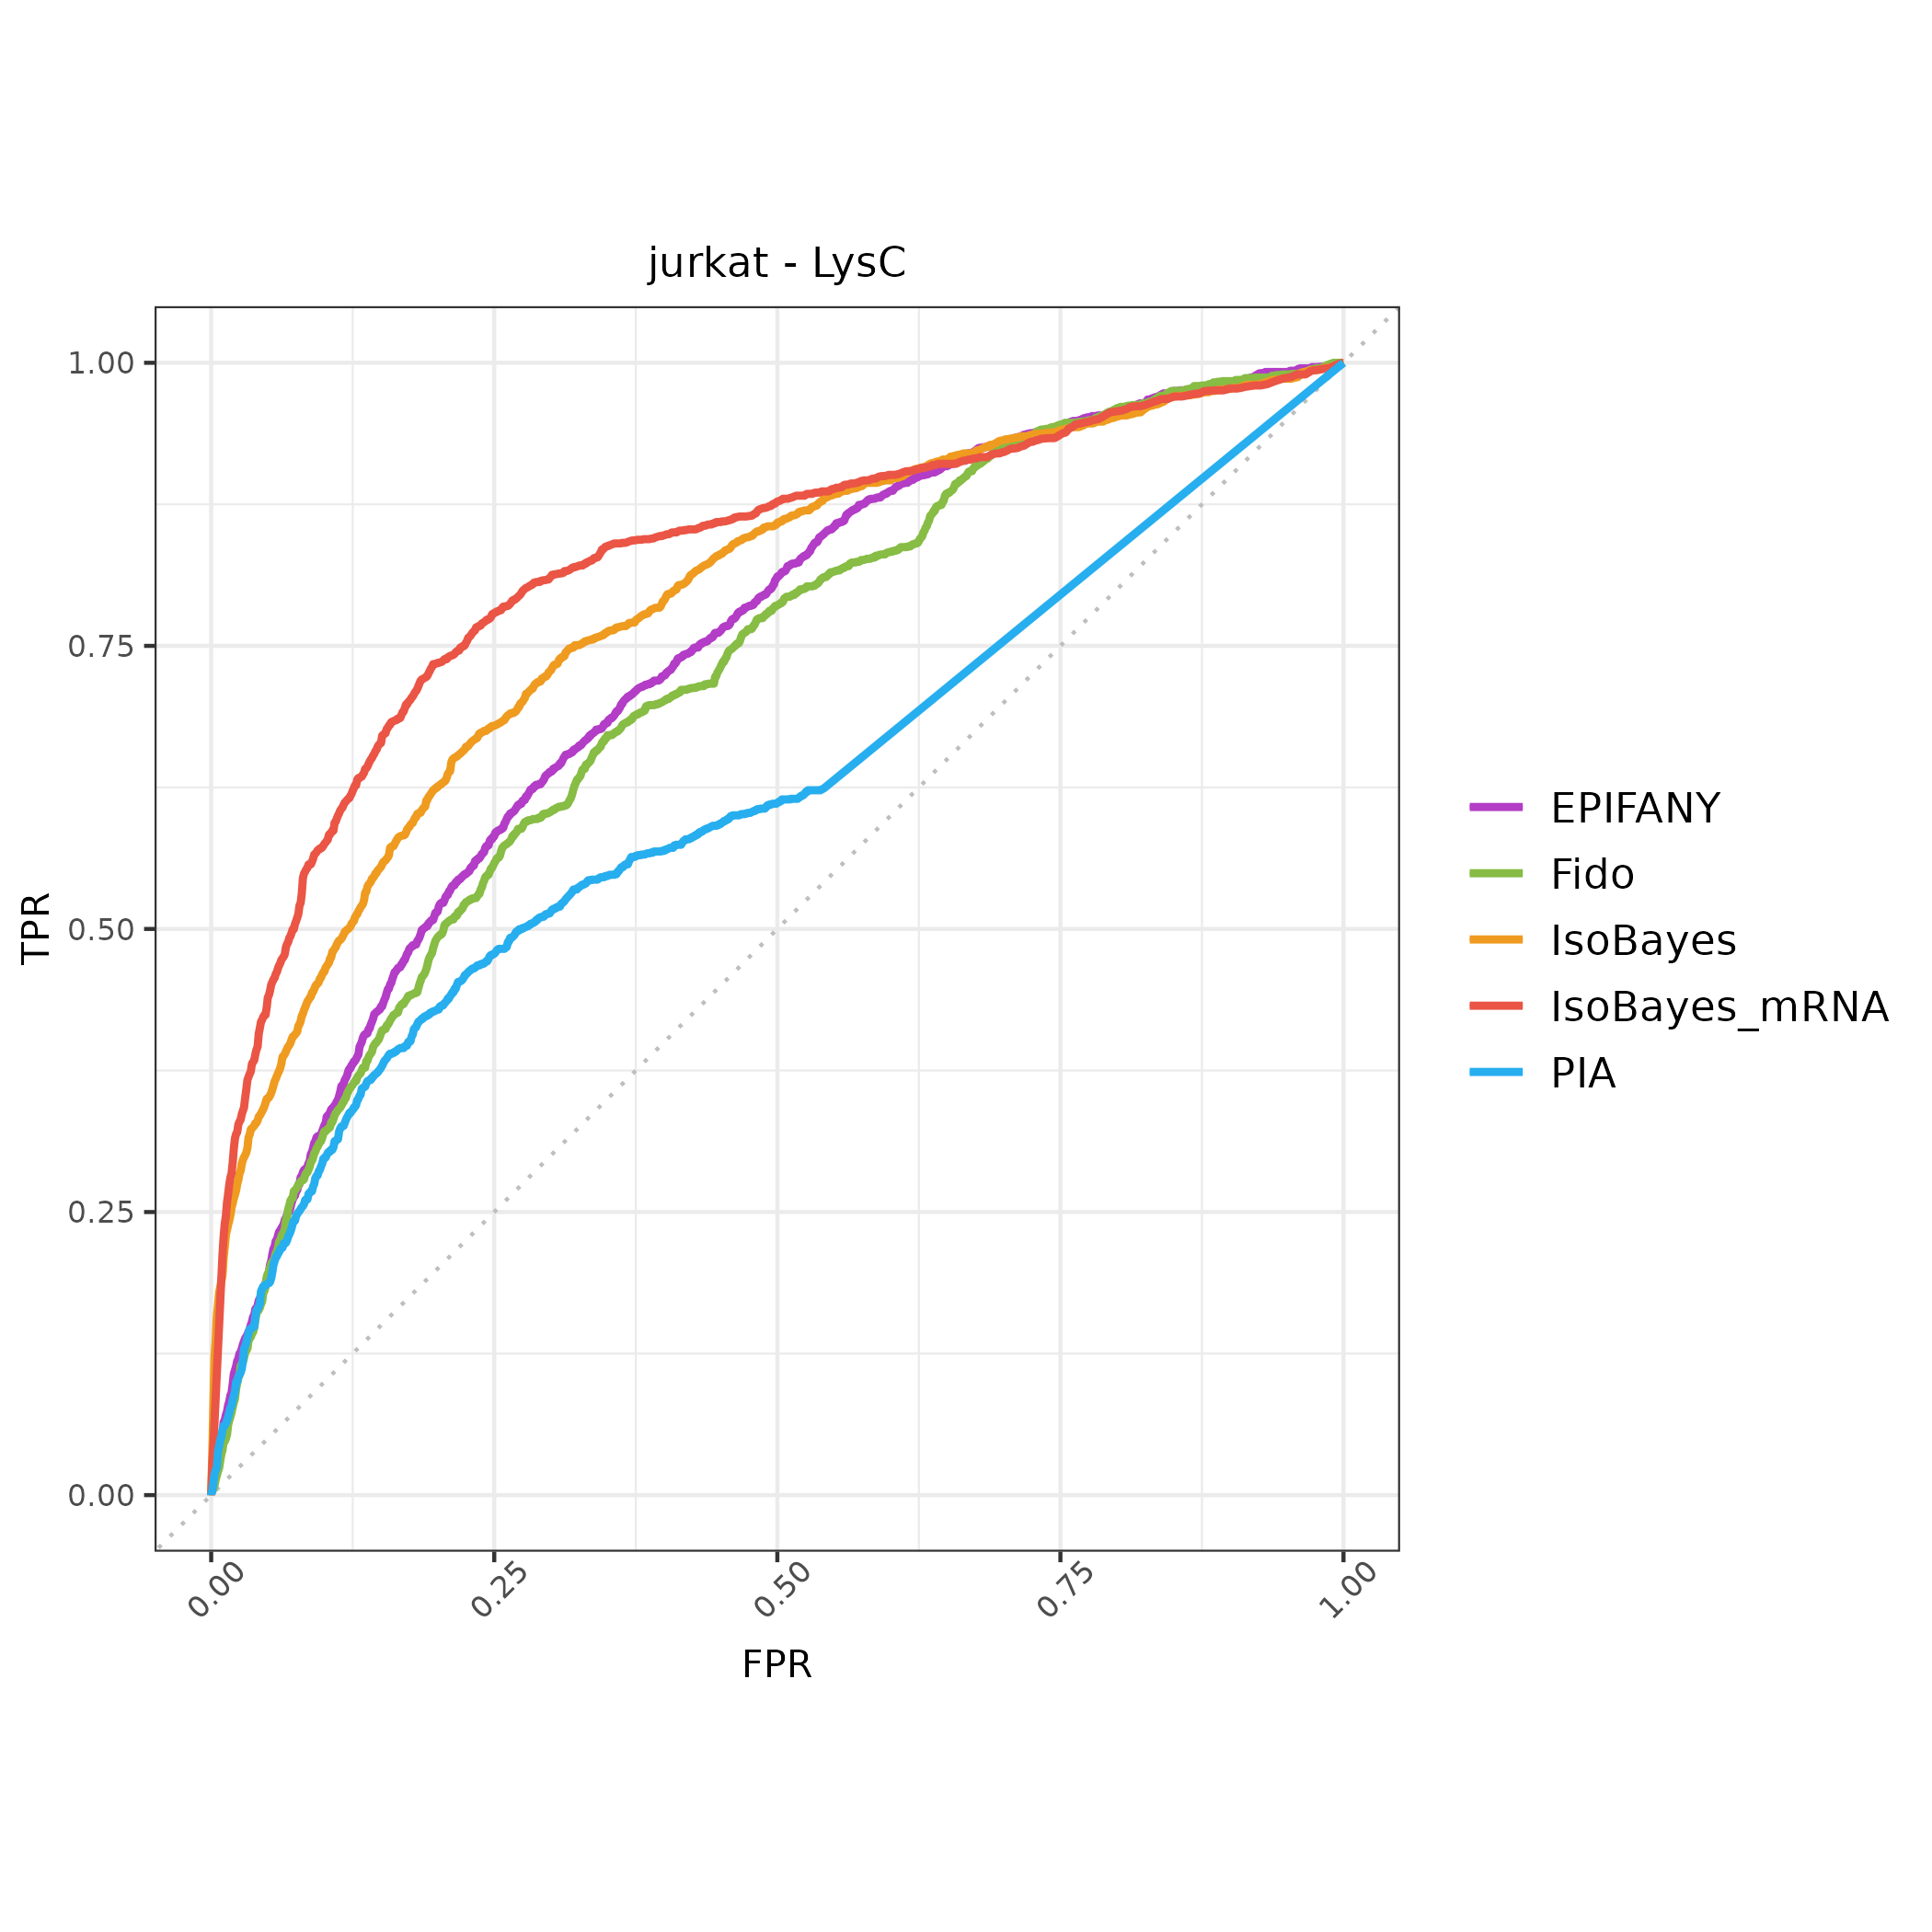 jurkat - LysC
TPR
1.00
0.75
0.50
0.25
0.00
0.00
0.25
0.50
0.75
1.00
FPR
EPIFANY
Fido
IsoBayes
IsoBayes_mRNA
PIA